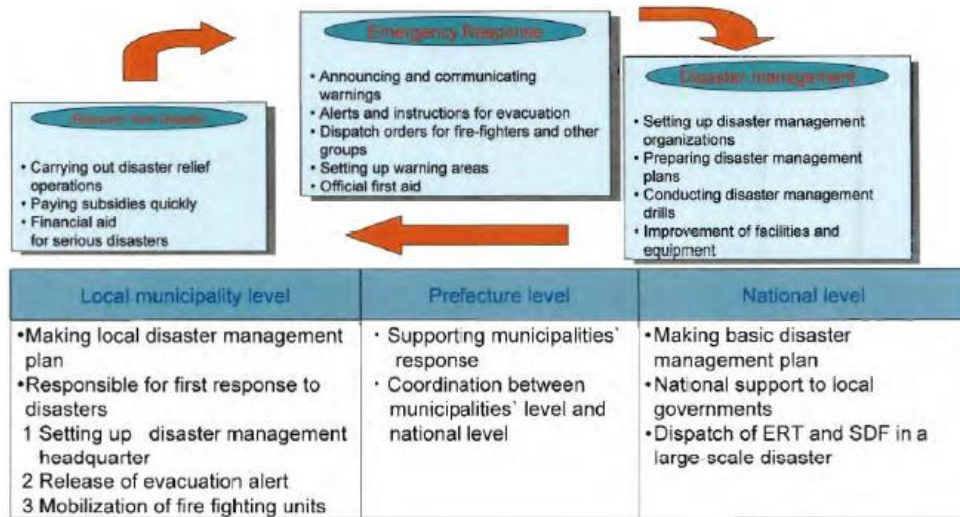 Emergency Response
• Announcing and communicating
warnings
• Alerts and instructions for evacuation
• Dispatch orders for fire-fighters and other
groups
• Setting up warning areas
• Official first aid
Disaster management
• Setting up disaster management
organizations
• Preparing disaster management
plans
• Conducting disaster management
drills
• Improvement of facilities and
equipment
• Carrying out disaster relief
operations
• Paying subsidies quickly
• Financial aid
for serious disasters
Local municipality level
•Making local disaster management
plan
•Responsible for first response to
disasters
1 Setting up disaster management
headquarter
2 Release of evacuation alert
3 Mobilization of fire fighting units
Prefecture level
· Supporting municipalities`
response
· Coordination between
municipalities` level and
national level
National level
•Making basic disaster
management plan
•National support to local
governments
•Dispatch of ERT and SDF in a
large-scale disaster